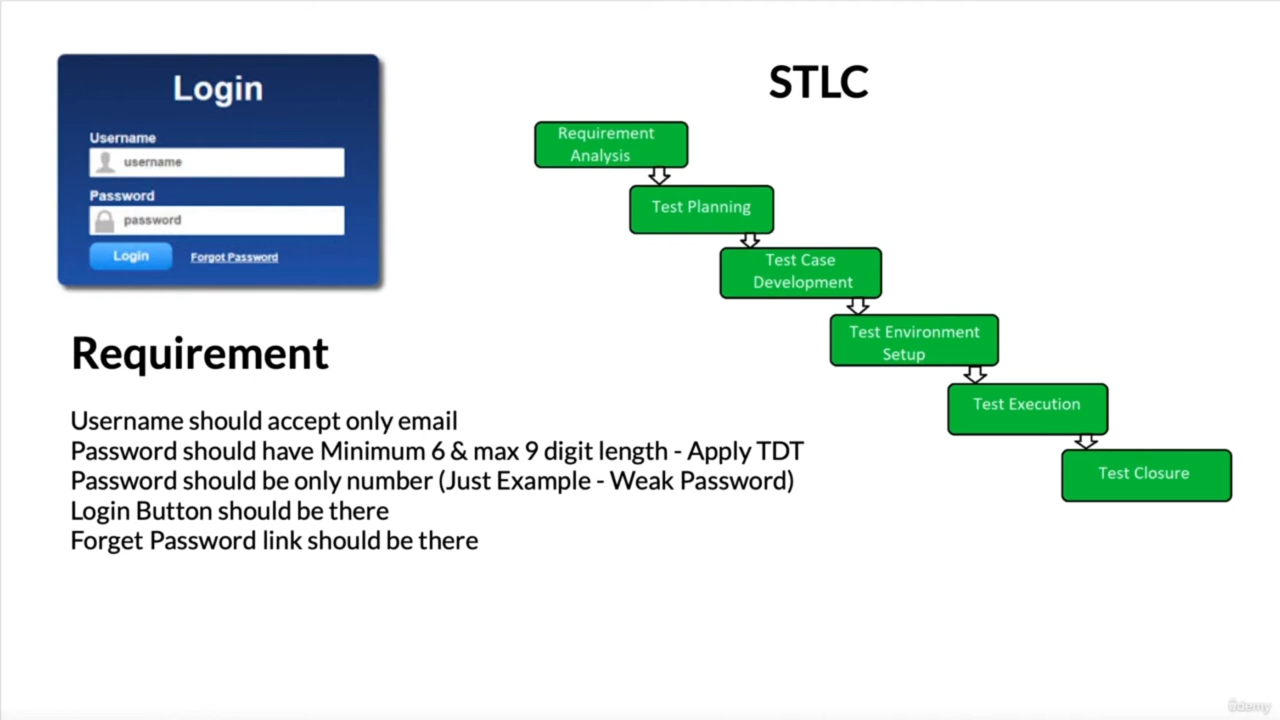 Login
Username
username
Password
password
Login Forgot Password
Requirement
Username should accept only email
Password should have Minimum 6 & max 9 digit length - Apply TDT
Password should be only number (Just Example - Weak Password)
Login Button should be there
Forget Password link should be there
STLC
Requirement
Analysis
Test Planning
Test Case
Development
Test Environment
Setup
Test Execution
Test Closure
ûdemy